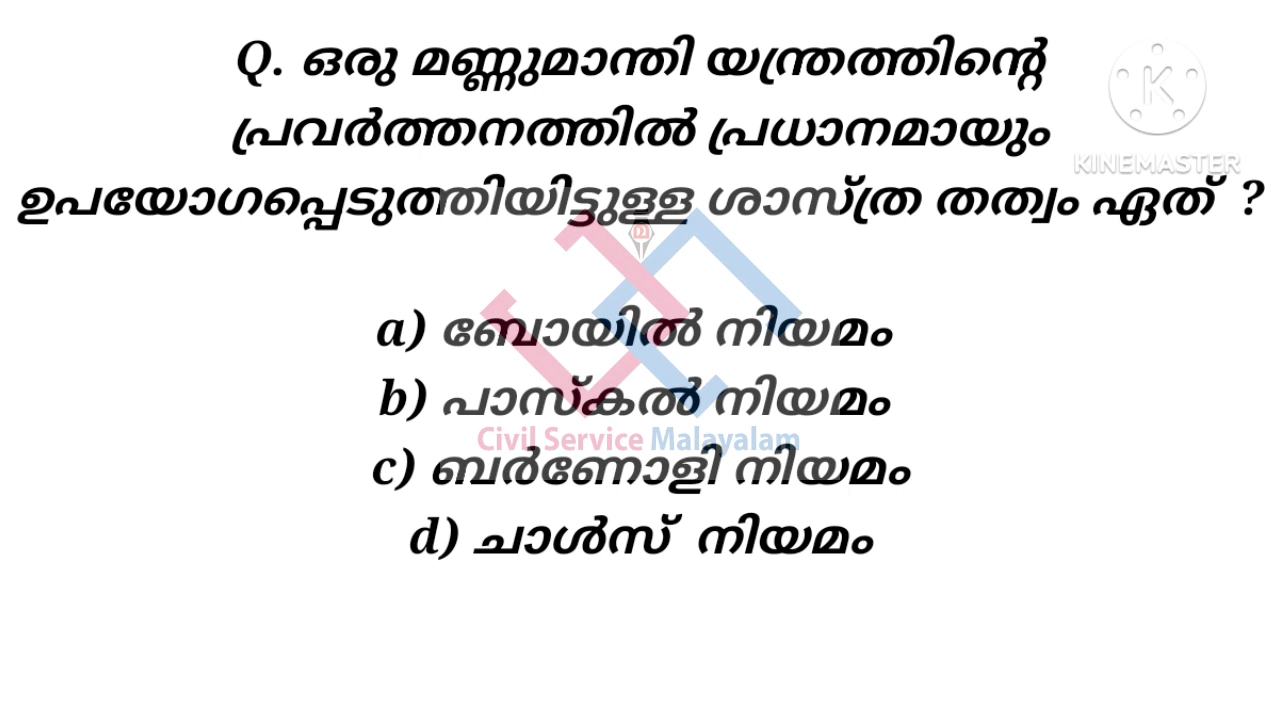 Q. ഒരു മണ്ണുമാന്തി യന്ത്രത്തിന്റെ
പ്രവർത്തനത്തിൽ പ്രധാനമായും
ഉപയോഗപ്പെടുത്തിയിട്ടുള്ള ശാസ്ത്ര തത്വം ഏത് ?
a) ബോയിൽ നിയമം
b) പാസ്കൽ നിയമം
c) ബർണോളി നിയമം
d) ചാൾസ് നിയമം
K
KINEMASTER
Civil Service Malayalam